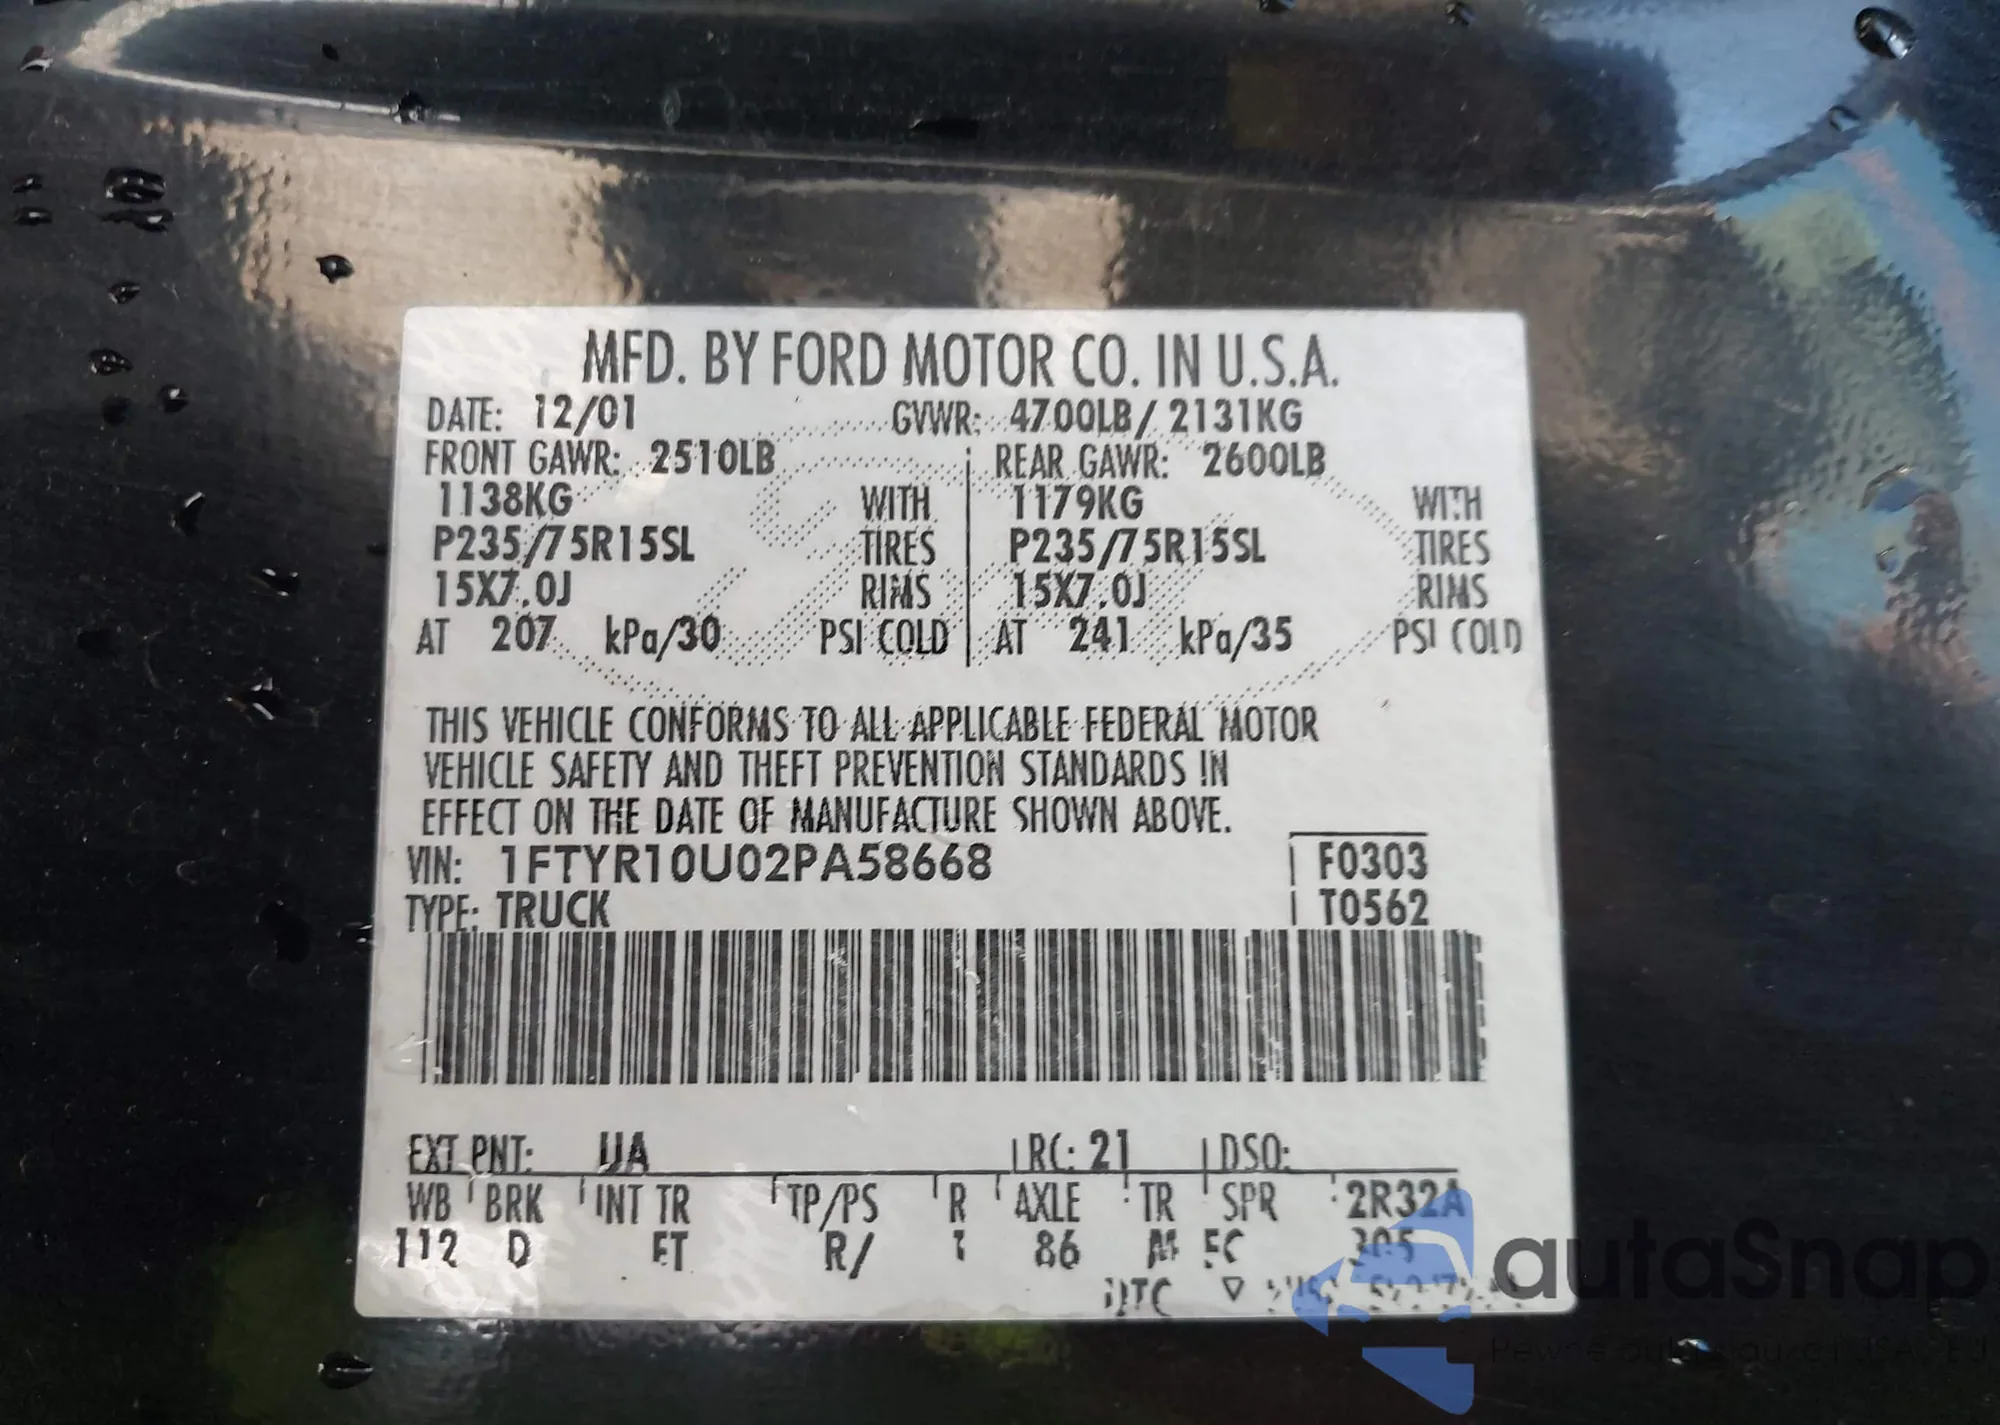 MFD. BY FORD MOTOR CO. IN U.S.A.
DATE: 12/01 GVWR: 4700LB/ 2131KG
FRONT GAWR: 2510LB REAR GAWR: 2600LB
1138KG WITH 1179KG WITH
P235/75R15SL TIRES P235/75R15SL TIRES
15X7.0J RIMS 15X7.0J RIMS
AT 207 kPa/30 PSI COLD AT 241 kPa/35 PSI COLD
THIS VEHICLE CONFORMS TO ALL APPLICABLE FEDERAL MOTOR
VEHICLE SAFETY AND THEFT PREVENTION STANDARDS IN
EFFECT ON THE DATE OF MANUFACTURE SHOWN ABOVE.
VIN: 1FTYR10U02PA58668 F0303
TYPE: TRUCK T0562
EXT PNT: UA RC: 21 DSO:
WB BRK INT TR TP/PS R AXLE TR SPR 2R32A
112 D ET R/ 86 M 305
autaSnap